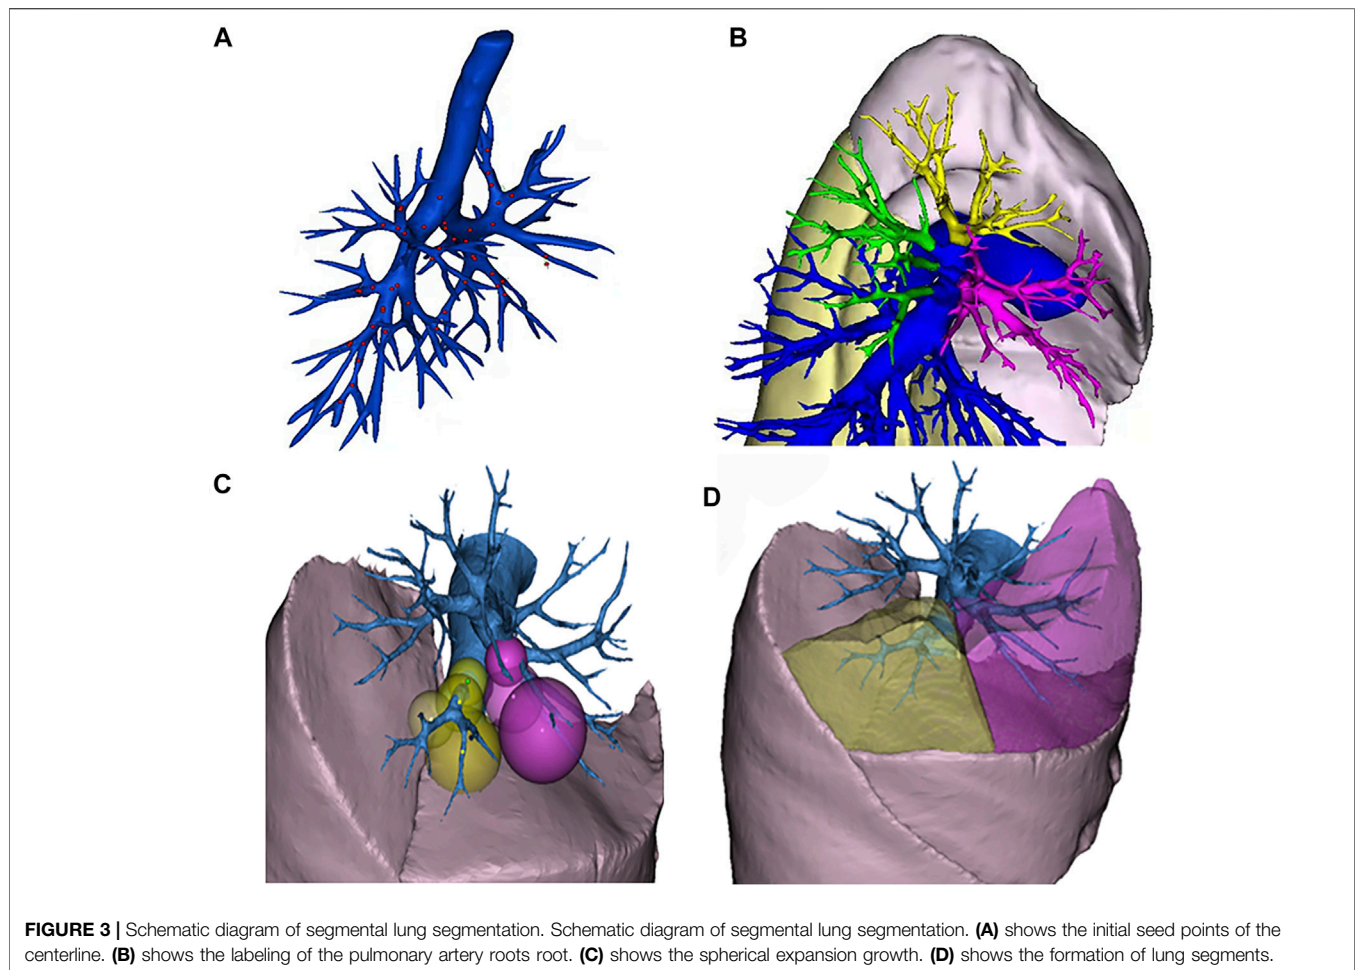 A
B
C
D
FIGURE 3 | Schematic diagram of segmental lung segmentation. Schematic diagram of segmental lung segmentation. (A) shows the initial seed points of the
centerline. (B) shows the labeling of the pulmonary artery roots root. (C) shows the spherical expansion growth. (D) shows the formation of lung segments.